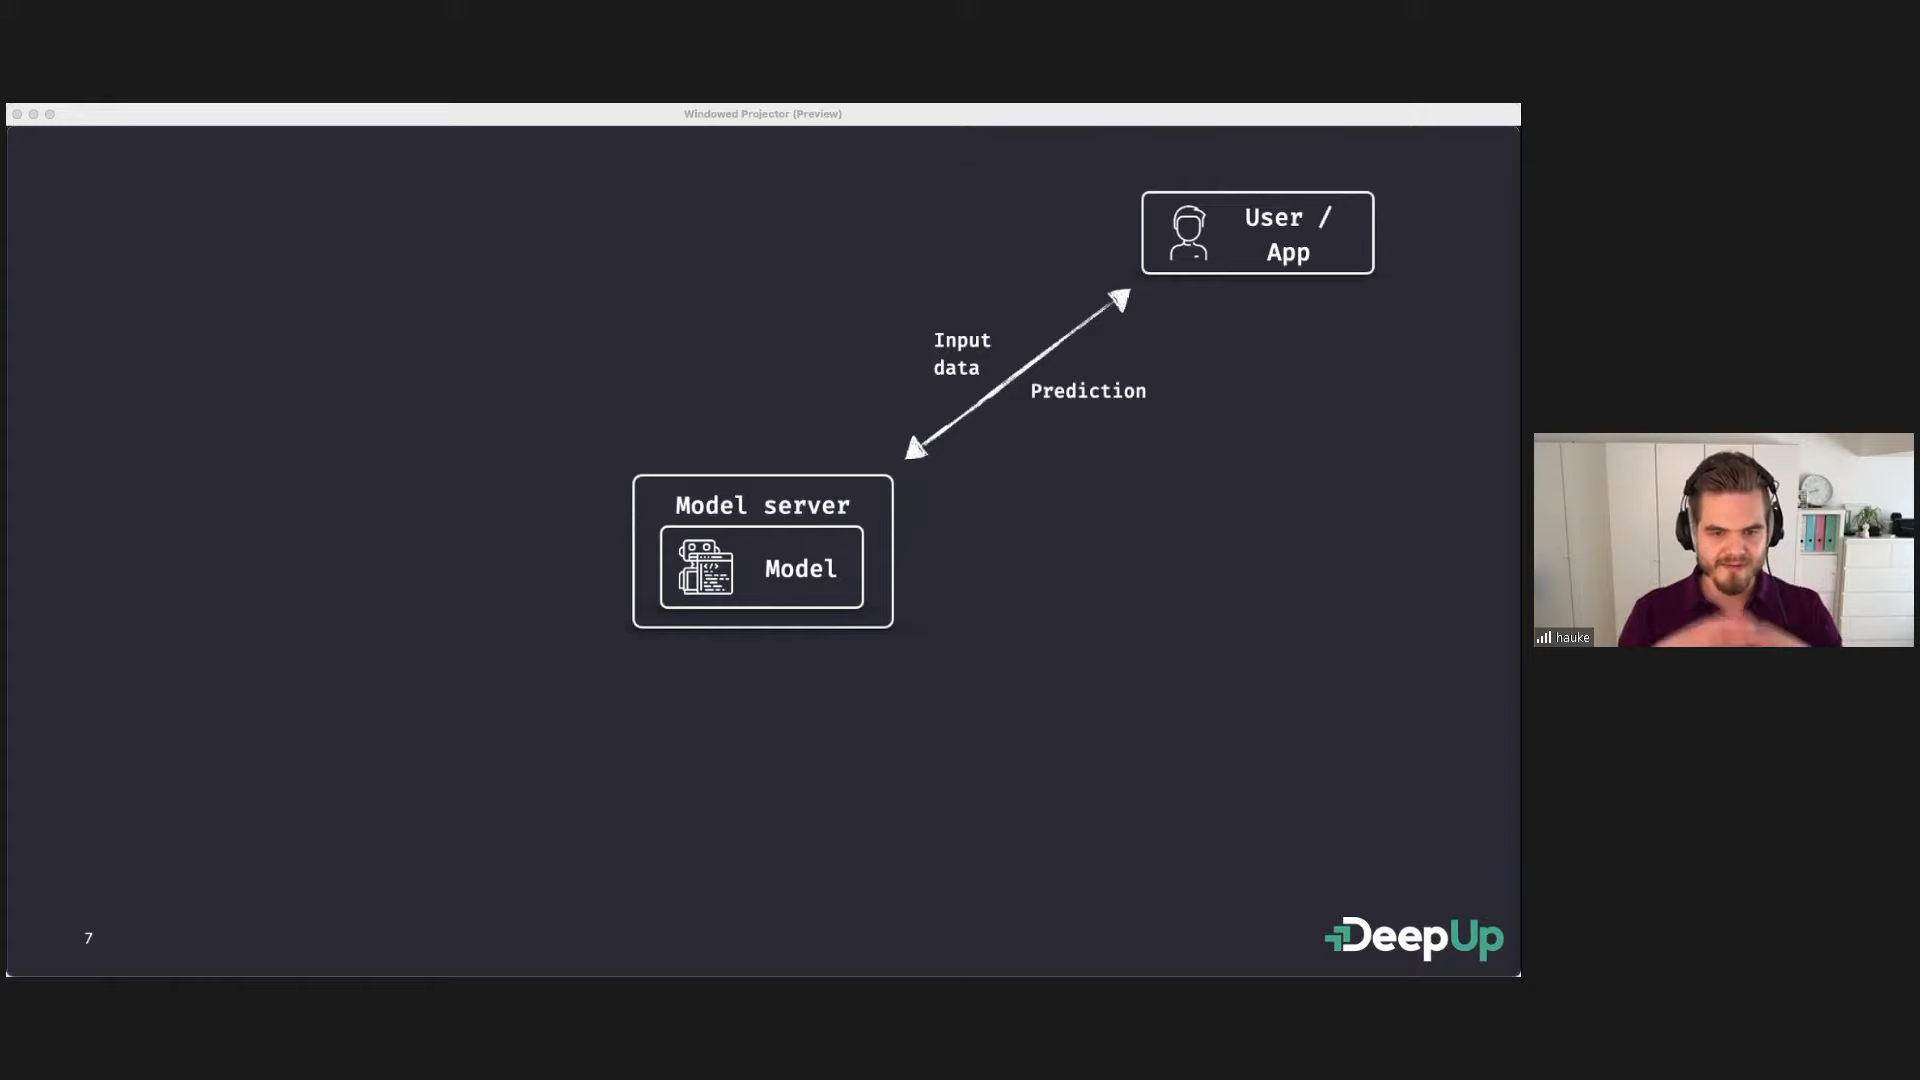 Windowed Projector (Preview)
User /
App
Input
data
Prediction
Model server
Model
hauke
7
DeepUp